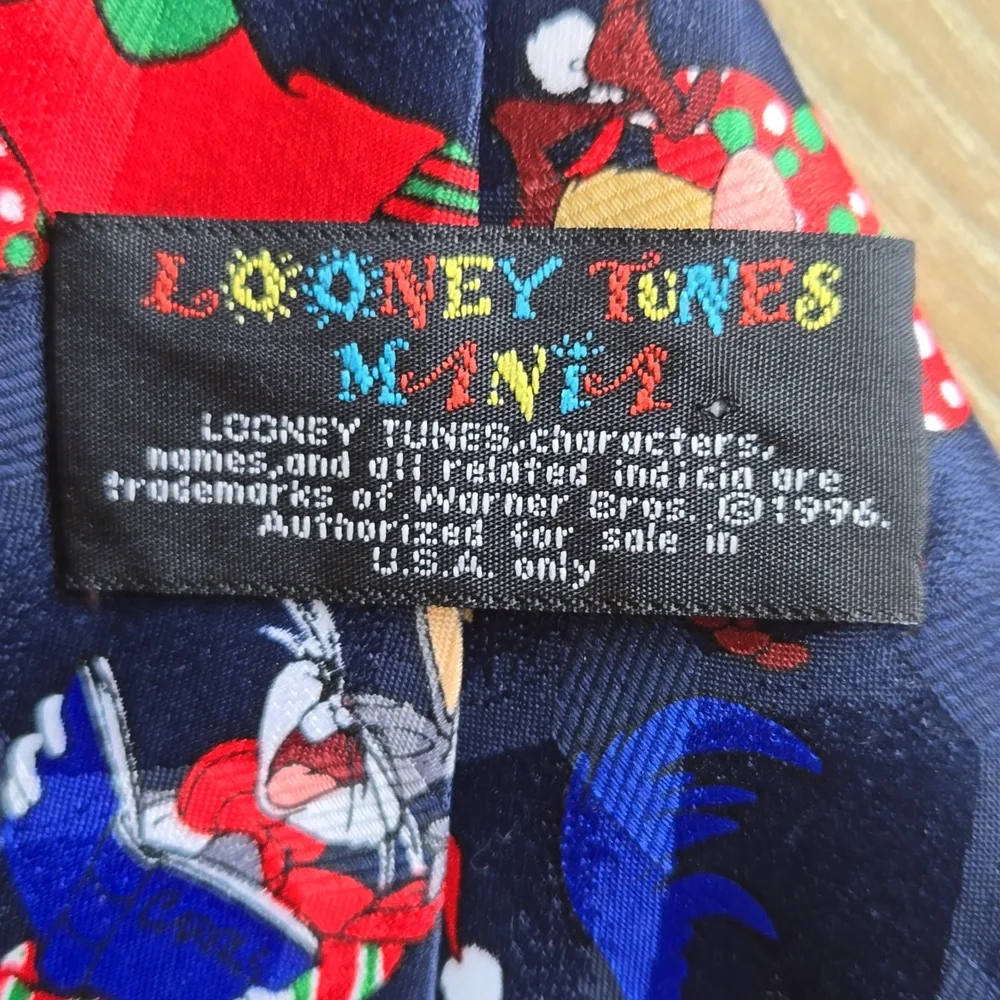 LOONEY TUNES
MANIA
LOONEY TUNES, characters,
names, and all related indicia are
trademarks of Warner Bros. ©1996.
Authorized for sale in
U.S.A. only